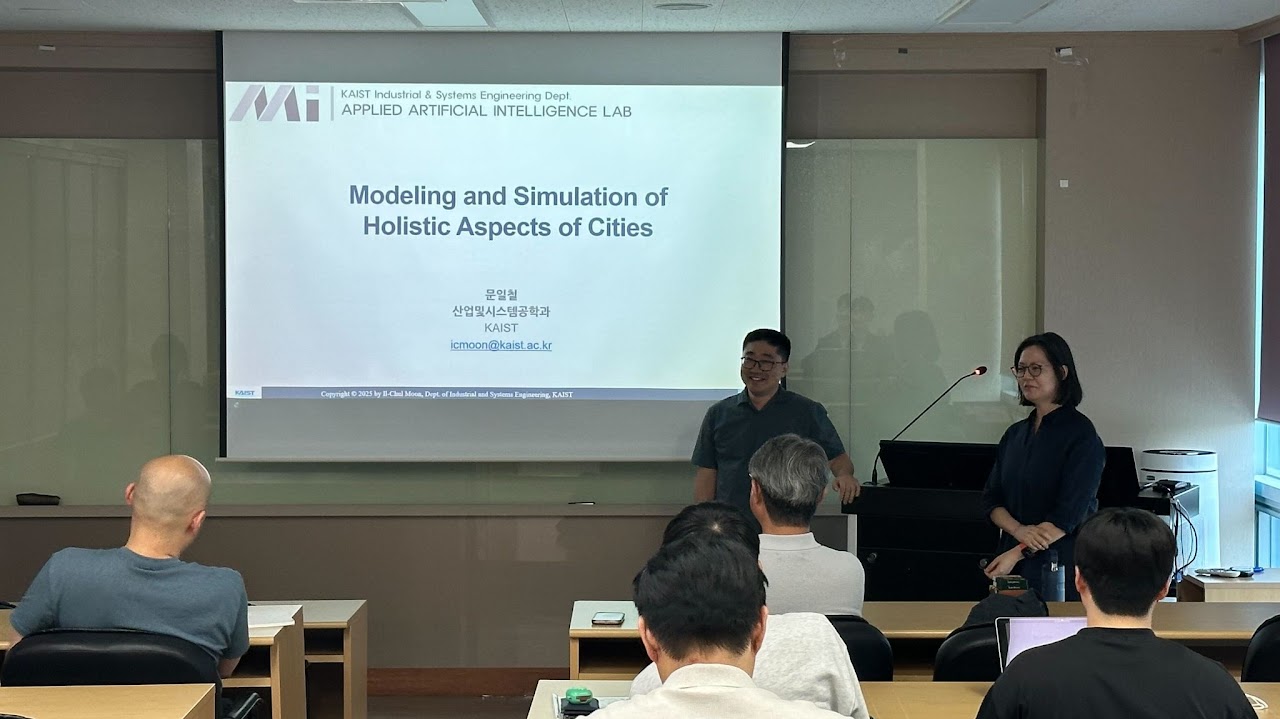 Mi
KAIST Industrial & Systems Engineering Dept.
APPLIED ARTIFICIAL INTELLIGENCE LAB
Modeling and Simulation of
Holistic Aspects of Cities
문일철
산업및시스템공학과
KAIST
icmoon@kaist.ac.kr
KAIST
Copyright © 2025 by Il-Chul Moon, Dept. of Industrial and Systems Engineering, KAIST